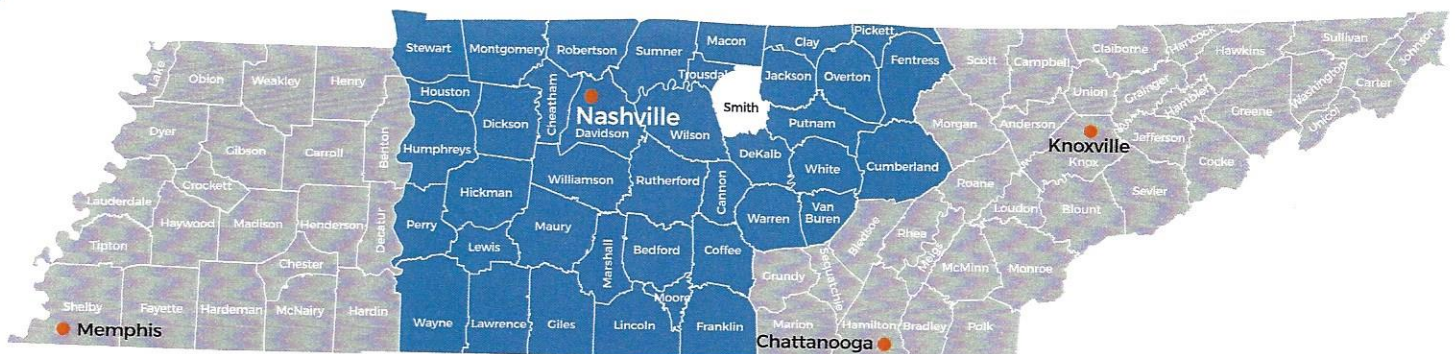 Stewart
Montgomery
Robertson
Sumner
Macon
Clay
Pickett
Fentress
Scott
Campbell
Claiborne
Hancock
Hawkins
Sullivan
Johnson
Lake
Obion
Weakley
Henry
Houston
Cheatham
Trousdale
Smith
Jackson
Overton
Union
Grainger
Hamblen
Greene
Washington
Carter
Unicoi
Dyer
Gibson
Carroll
Benton
Humphreys
Dickson
Nashville
Davidson
Wilson
Putnam
Morgan
Anderson
Knoxville
Knox
Jefferson
Cocke
DeKalb
White
Cumberland
Crockett
Lauderdale
Haywood
Madison
Henderson
Decatur
Perry
Hickman
Williamson
Rutherford
Cannon
Warren
Van
Buren
Bledsoe
Roane
Loudon
Blount
Sevier
Tipton
Chester
Lewis
Maury
Marshall
Bedford
Coffee
Grundy
Sequatchie
Rhea
Meigs
McMinn
Monroe
Shelby
Fayette
Hardeman
McNairy
Hardin
Wayne
Lawrence
Giles
Moore
Lincoln
Franklin
Marion
Hamilton
Bradley
Polk
Memphis
Chattanooga